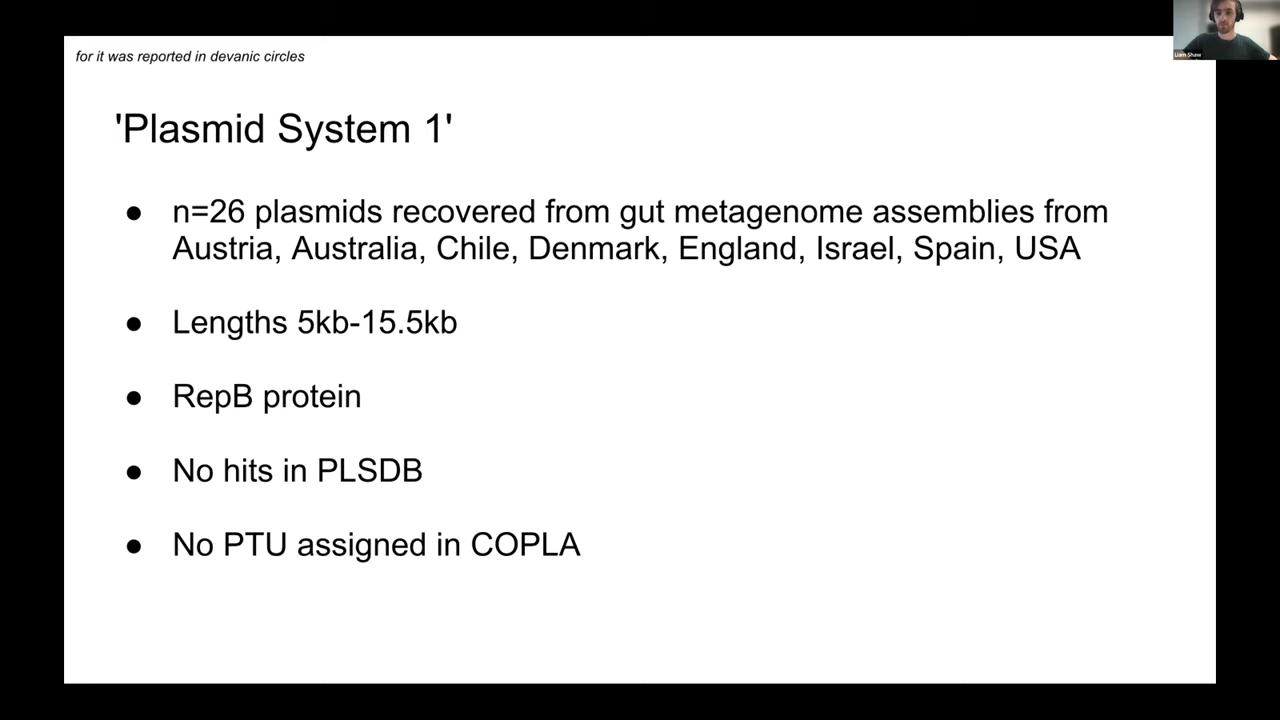 for it was reported in devanic circles
Liam Shaw
'Plasmid System 1'
● n=26 plasmids recovered from gut metagenome assemblies from
Austria, Australia, Chile, Denmark, England, Israel, Spain, USA
● Lengths 5kb-15.5kb
● RepB protein
● No hits in PLSDB
● No PTU assigned in COPLA